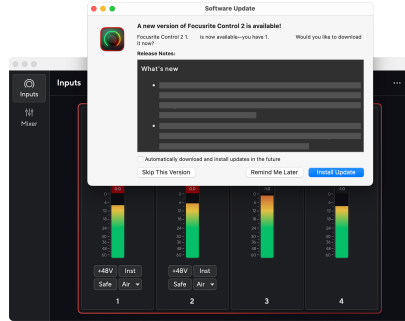 Software Update
A new version of Focusrite Control 2 is available!
Focusrite Control 2 1. is now available—you have 1. Would you like to download
it now?
Release Notes:
What's new
Automatically download and install updates in the future
Skip This Version
Remind Me Later
Install Update
Inputs
Inputs
Mixer
+48V Inst
+48V Inst
Safe Air
Safe Air
1
2
3
4